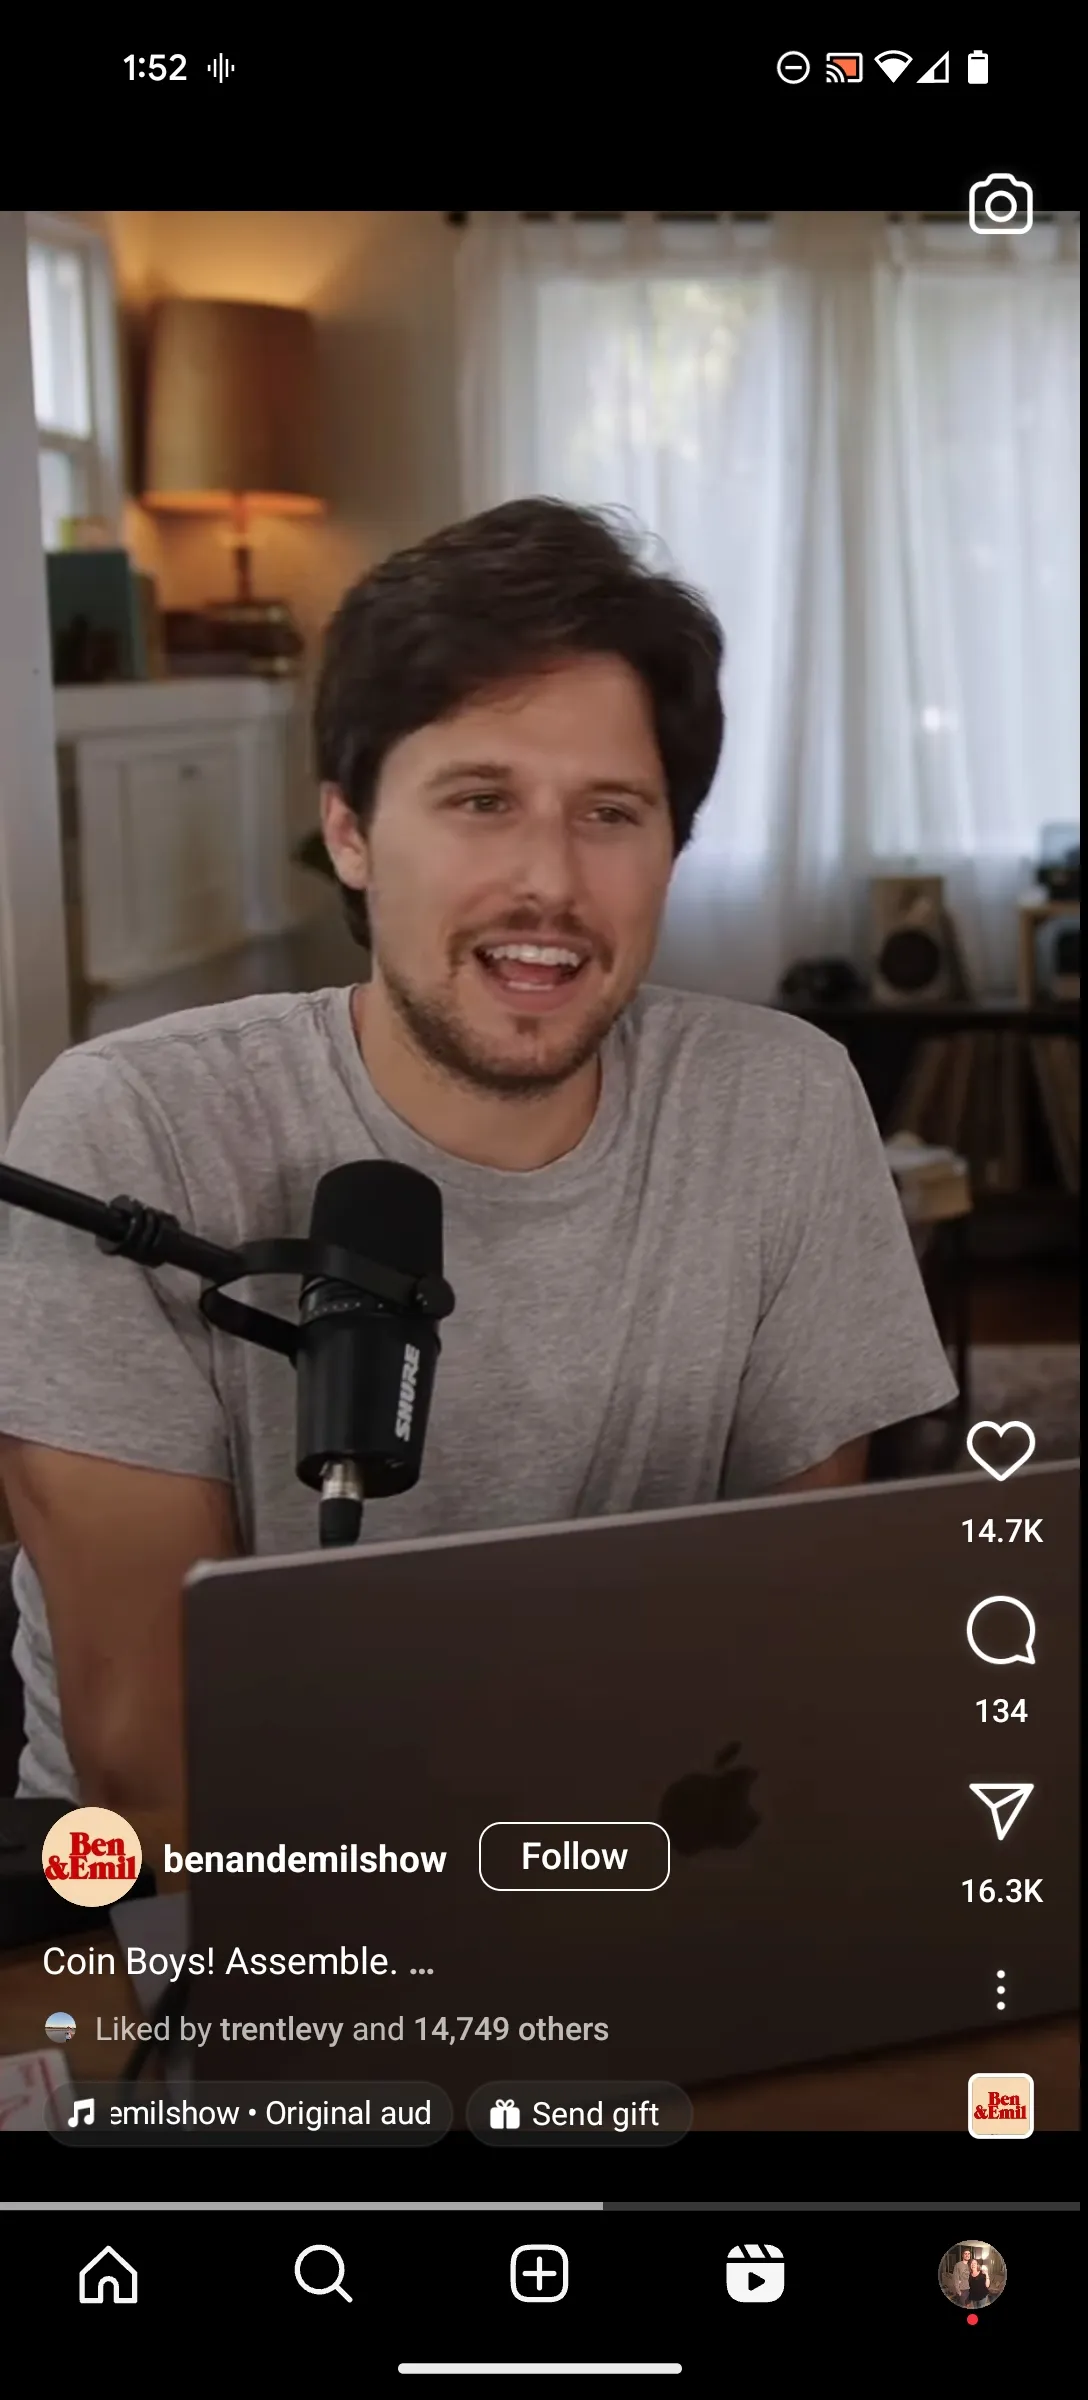 1:52
SHURE
14.7K
134
16.3K
Ben
&Emil
benandemilshow
Follow
Coin Boys! Assemble. ...
Liked by trentlevy and 14,749 others
emilshow • Original aud
Send gift
Ben
&Emil